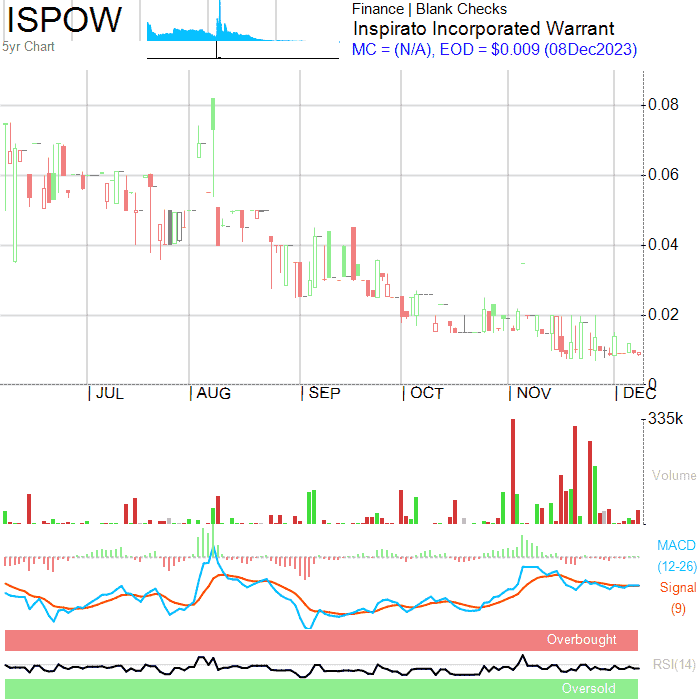 ISPOW
5yr Chart
Finance | Blank Checks
Inspirato Incorporated Warrant
MC = (N/A), EOD = $0.009 (08Dec2023)
0.08
0.06
0.04
0.02
0
| JUL | AUG | SEP | OCT | NOV | DEC
335k
Volume
MACD
(12-26)
Signal
(9)
Overbought
RSI(14)
Oversold